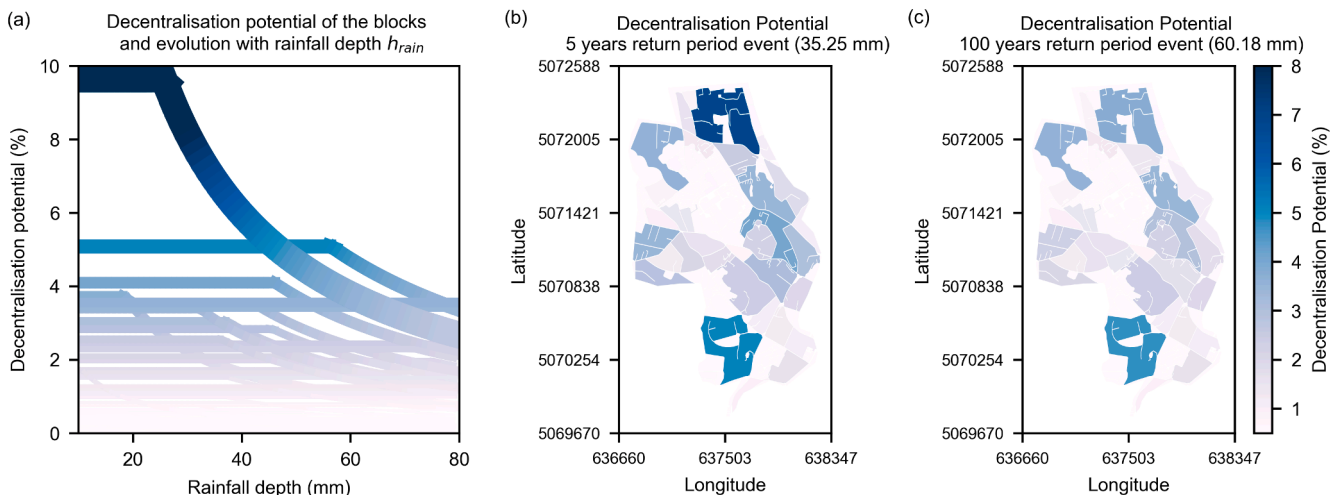 (a)
Decentralisation potential of the blocks
and evolution with rainfall depth h_rain
Decentralisation potential (%)
10
8
6
4
2
0
20
40
60
80
Rainfall depth (mm)
(b)
Decentralisation Potential
5 years return period event (35.25 mm)
Latitude
5072588
5072005
5071421
5070838
5070254
5069670
636660
637503
638347
Longitude
(c)
Decentralisation Potential
100 years return period event (60.18 mm)
Latitude
5072588
5072005
5071421
5070838
5070254
5069670
636660
637503
638347
Longitude
8
7
6
5
4
3
2
1
Decentralisation Potential (%)